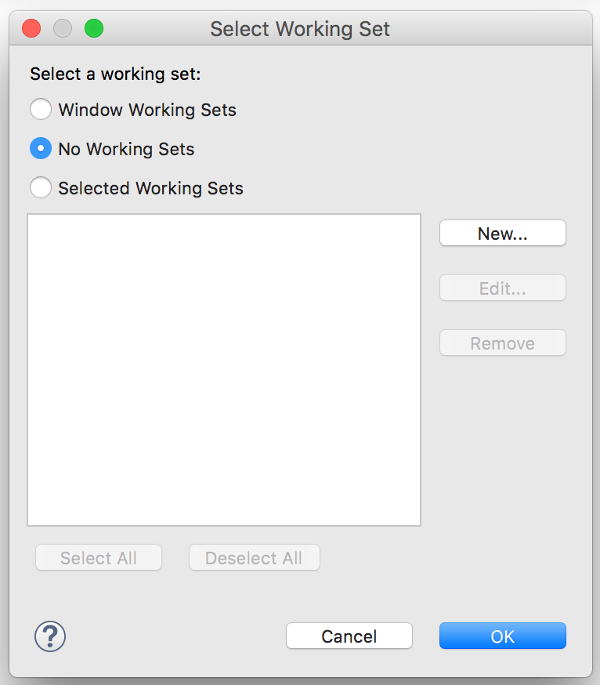 Select Working Set
Select a working set:
Window Working Sets
No Working Sets
Selected Working Sets
New...
Edit...
Remove
Select All
Deselect All
?
Cancel
OK